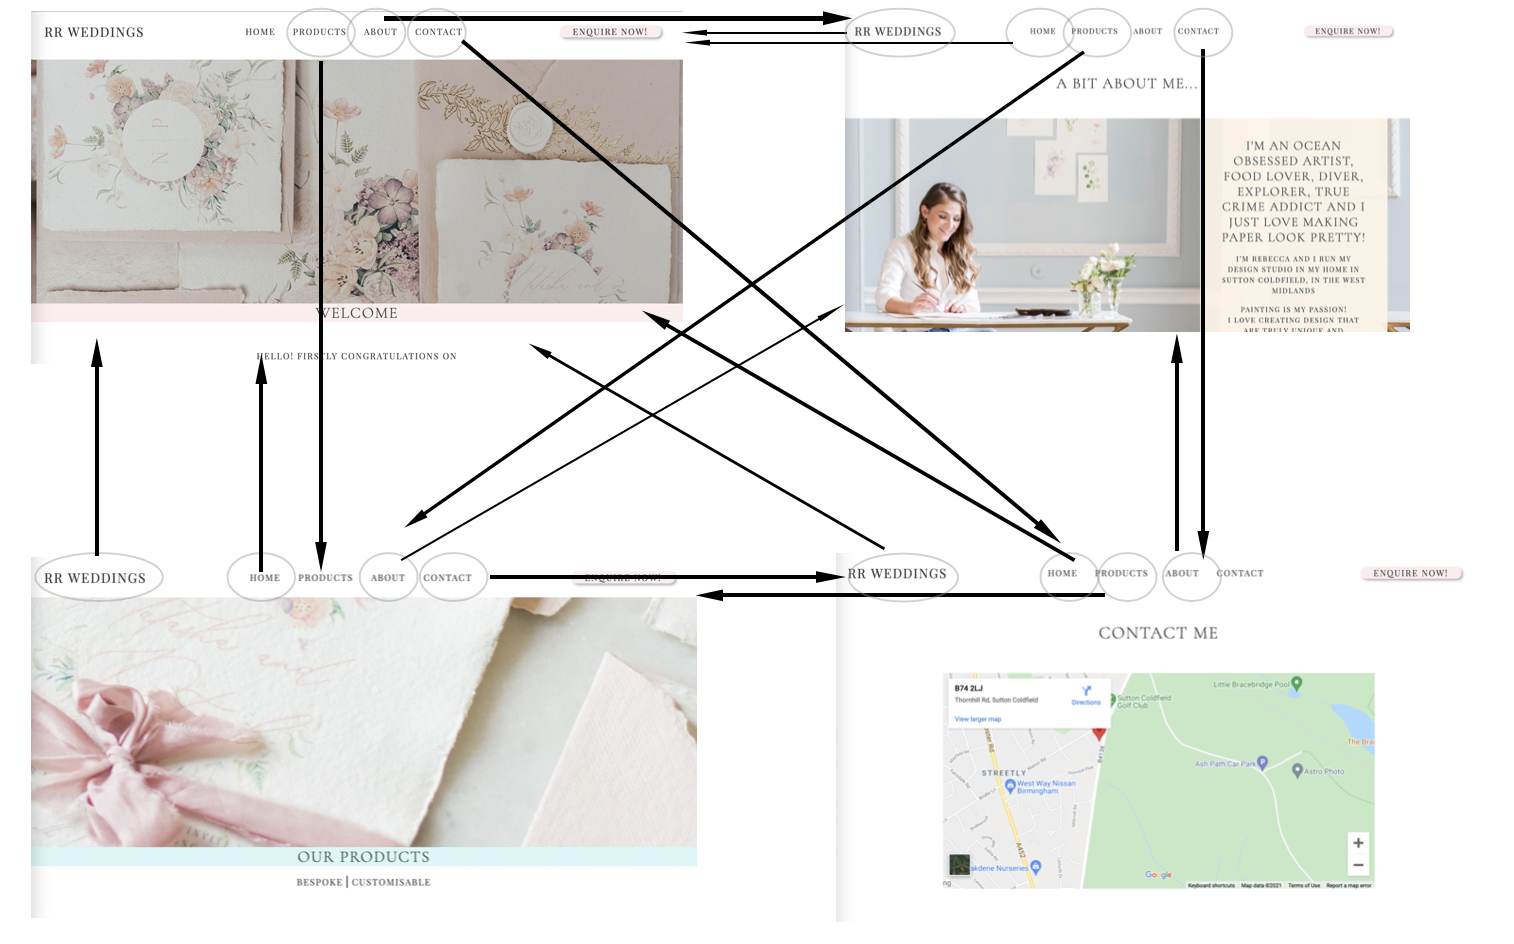 RR WEDDINGS
HOME PRODUCTS ABOUT CONTACT
ENQUIRE NOW!
N P
WELCOME
HELLO! FIRSTLY CONGRATULATIONS ON
RR WEDDINGS
HOME PRODUCTS ABOUT CONTACT
ENQUIRE NOW!
A BIT ABOUT ME...
I'M AN OCEAN
OBSESSED ARTIST,
FOOD LOVER, DIVER,
EXPLORER, TRUE
CRIME ADDICT AND I
JUST LOVE MAKING
PAPER LOOK PRETTY!
I'M REBECCA AND I RUN MY
DESIGN STUDIO IN MY HOME IN
SUTTON COLDFIELD, IN THE WEST
MIDLANDS
PAINTING IS MY PASSION!
I LOVE CREATING DESIGN THAT
ARE TRULY UNIQUE AND
RR WEDDINGS
HOME PRODUCTS ABOUT CONTACT
ENQUIRE NOW!
OUR PRODUCTS
BESPOKE | CUSTOMISABLE
RR WEDDINGS
HOME PRODUCTS ABOUT CONTACT
ENQUIRE NOW!
CONTACT ME
B74 2LJ
Thornhill Rd, Sutton Coldfield
Directions
View larger map
Little Bracebridge Pool
Sutton Coldfield
Golf Club
The Bra
B4138
Ash Path Car Park
Astro Photo
STREETLY
West Way Nissan
Birmingham
A452
akdene Nurseries
Google
Keyboard shortcuts Map data ©2021 Terms of Use Report a map error